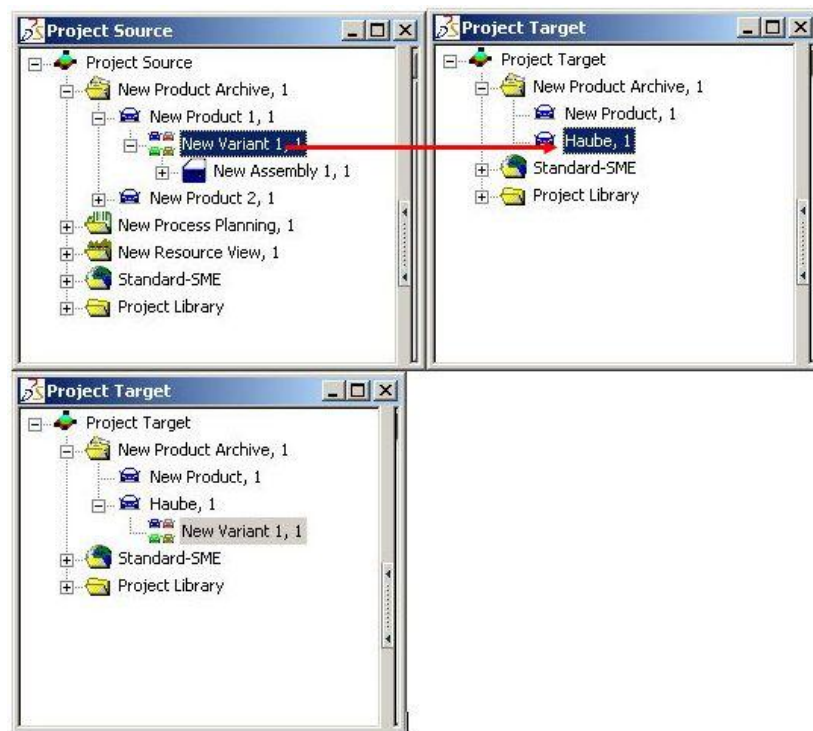 Project Source
Project Source
New Product Archive, 1
New Product 1, 1
New Variant 1, 1
New Assembly 1, 1
New Product 2, 1
New Process Planning, 1
New Resource View, 1
Standard-SME
Project Library
Project Target
Project Target
New Product Archive, 1
New Product, 1
Haube, 1
Standard-SME
Project Library
Project Target
Project Target
New Product Archive, 1
New Product, 1
Haube, 1
New Variant 1, 1
Standard-SME
Project Library